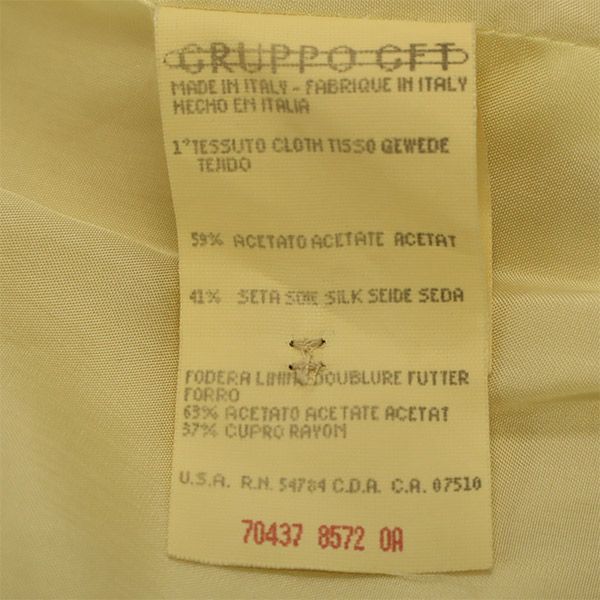 GRUPPO GFT
MADE IN ITALY - FABRIQUE IN ITALY
HECHO EN ITALIA
1°TESSUTO CLOTH TISSO GEWEDE
TEJIDO
59% ACETATO ACETATE ACETAT
41% SETA SOIE SILK SEIDE SEDA
FODERA LINING DOUBLURE FUTTER
FORRO
63% ACETATO ACETATE ACETAT
37% CUPRO RAYON
U.S.A. R.N. 54784 C.D.A. C.A. 07510
70437 8572 0A